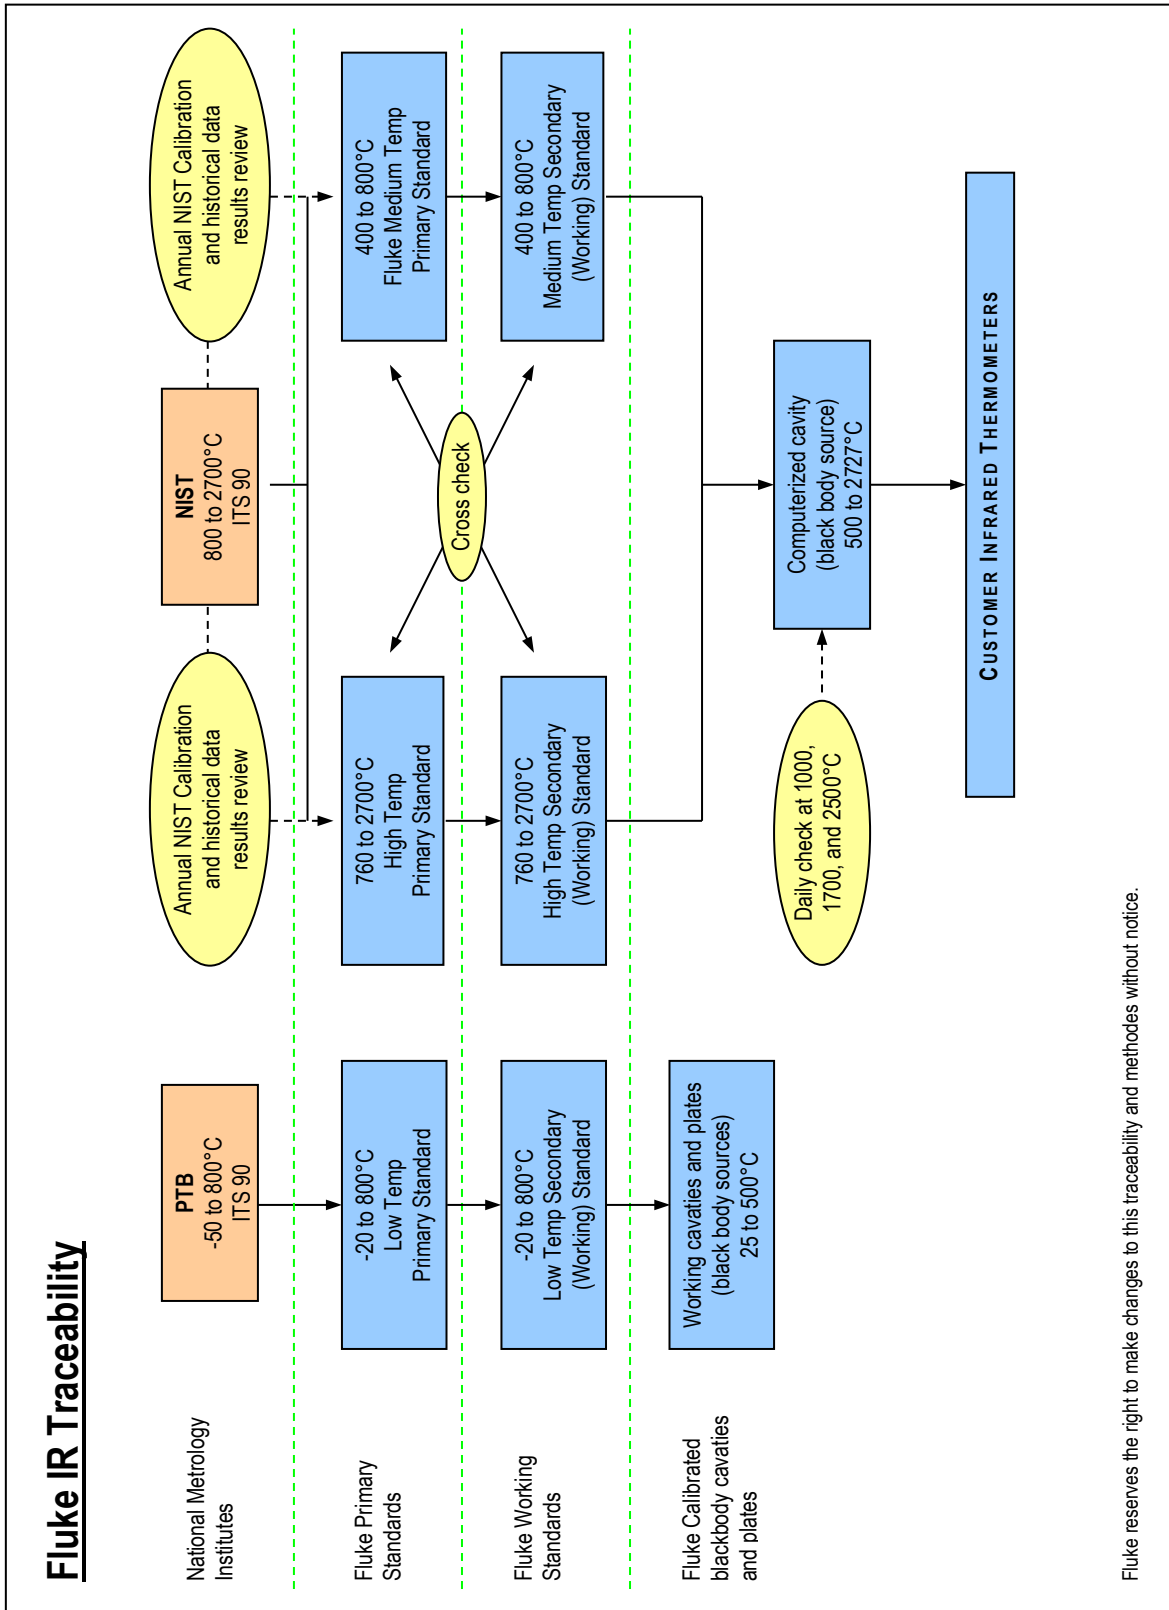 Fluke IR Traceability
National Metrology
Institutes
PTB
-50 to 800°C
ITS 90
Annual NIST Calibration
and historical data
results review
NIST
800 to 2700°C
ITS 90
Annual NIST Calibration
and historical data
results review
Fluke Primary
Standards
-20 to 800°C
Low Temp
Primary Standard
760 to 2700°C
High Temp
Primary Standard
400 to 800°C
Fluke Medium Temp
Primary Standard
Cross check
Fluke Working
Standards
-20 to 800°C
Low Temp Secondary
(Working) Standard
760 to 2700°C
High Temp Secondary
(Working) Standard
400 to 800°C
Medium Temp Secondary
(Working) Standard
Fluke Calibrated
blackbody cavaties
and plates
Working cavaties and plates
(black body sources)
25 to 500°C
Daily check at 1000,
1700, and 2500°C
Computerized cavity
(black body source)
500 to 2727°C
CUSTOMER INFRARED THERMOMETERS
Fluke reserves the right to make changes to this traceability and methodes without notice.